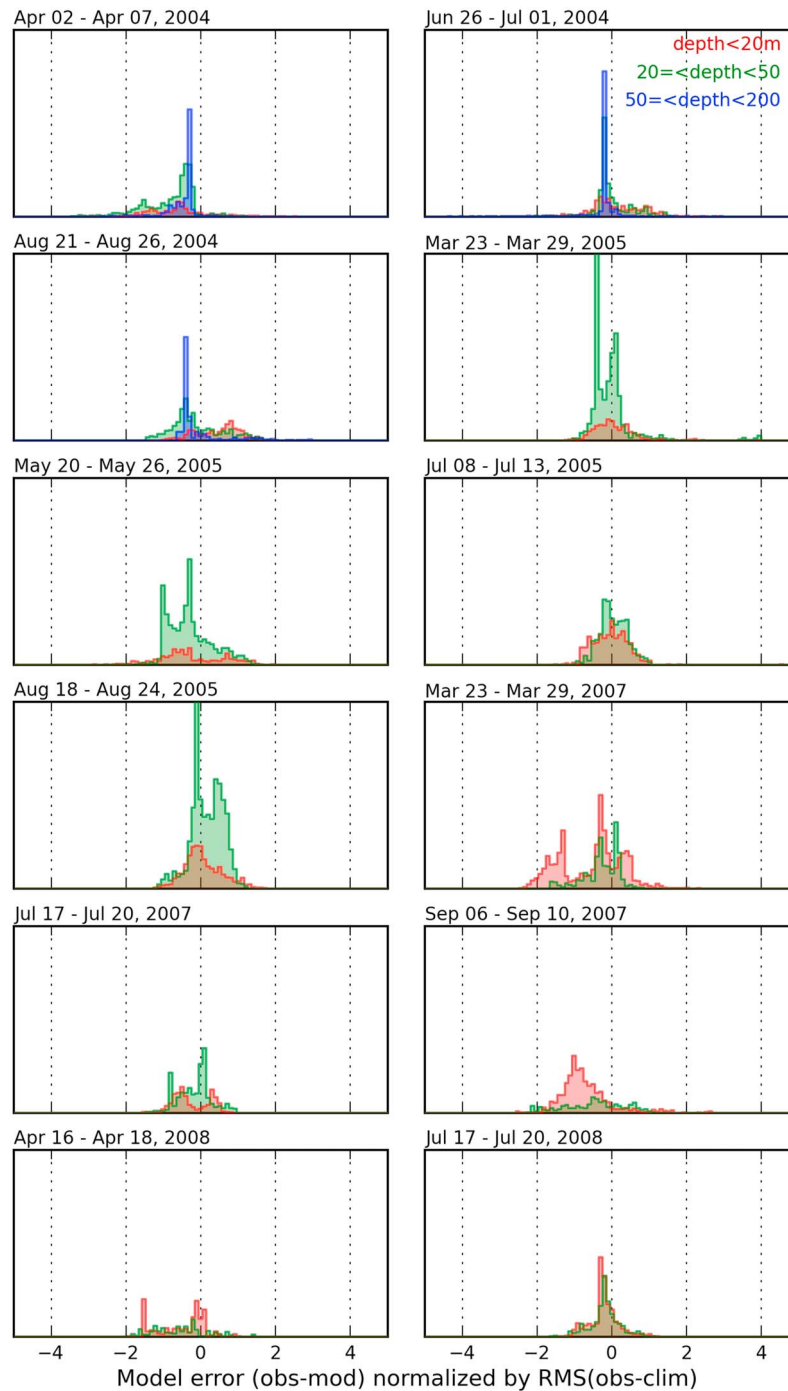 Apr 02 - Apr 07, 2004
Jun 26 - Jul 01, 2004
depth<20m
20=<depth<50
50=<depth<200
Aug 21 - Aug 26, 2004
Mar 23 - Mar 29, 2005
May 20 - May 26, 2005
Jul 08 - Jul 13, 2005
Aug 18 - Aug 24, 2005
Mar 23 - Mar 29, 2007
Jul 17 - Jul 20, 2007
Sep 06 - Sep 10, 2007
Apr 16 - Apr 18, 2008
Jul 17 - Jul 20, 2008
−4 −2 0 2 4
−4 −2 0 2 4
Model error (obs-mod) normalized by RMS(obs-clim)